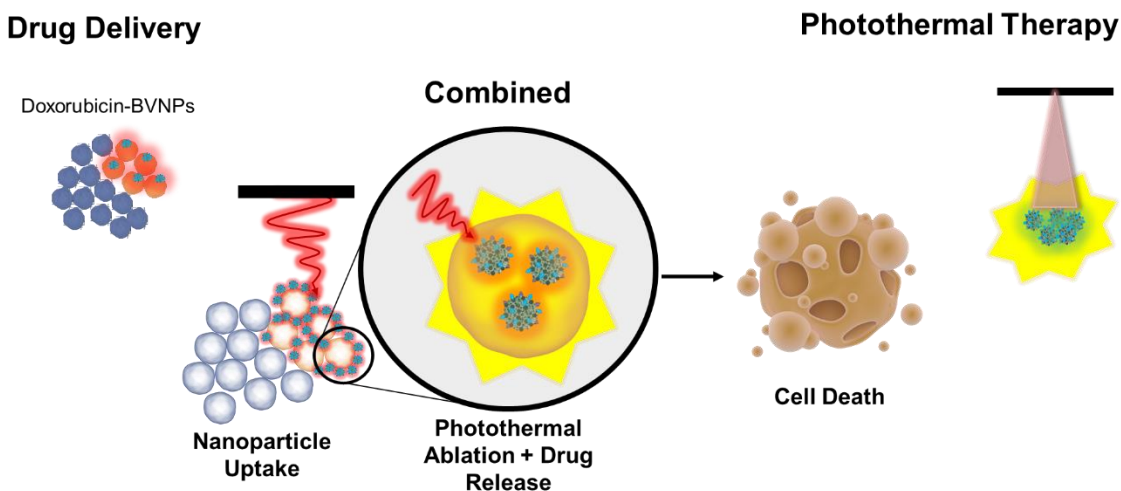 Drug Delivery
Photothermal Therapy
Doxorubicin-BVNPs
Combined
Nanoparticle
Uptake
Photothermal
Ablation + Drug
Release
Cell Death